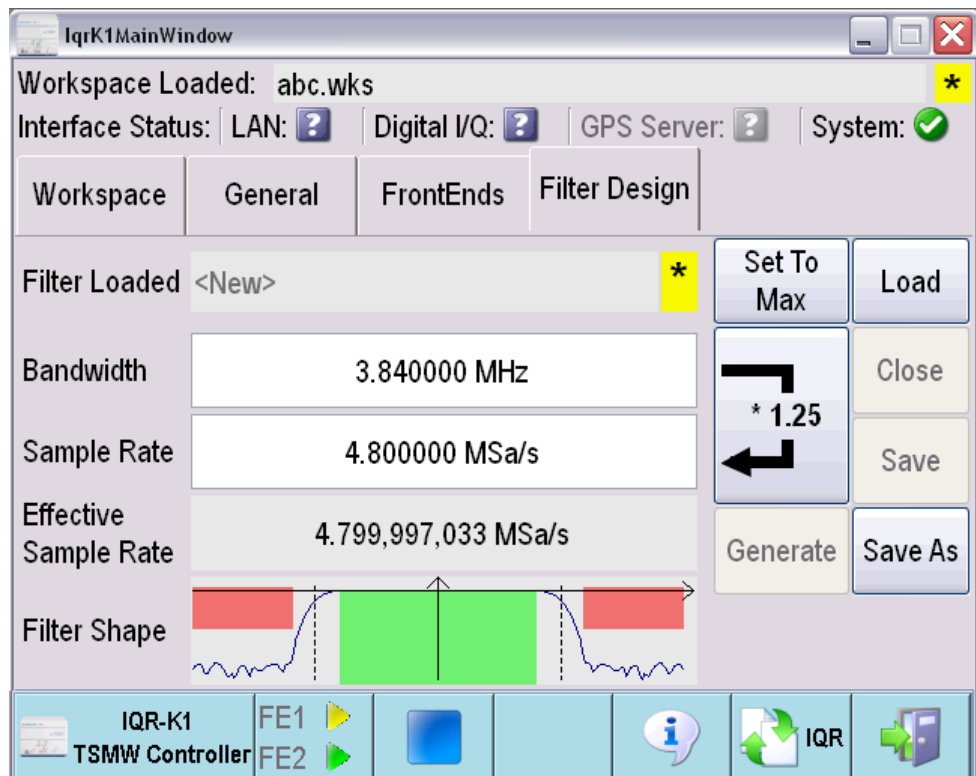 IqrK1MainWindow
Workspace Loaded: abc.wks *
Interface Status: LAN: ? Digital I/Q: ? GPS Server: ? System:
Workspace General FrontEnds Filter Design
Filter Loaded <New> * Set To Max Load
Bandwidth 3.840000 MHz * 1.25 Close
Sample Rate 4.800000 MSa/s Save
Effective Sample Rate 4.799,997,033 MSa/s Generate Save As
Filter Shape
IQR-K1
TSMW Controller
FE1
FE2
i
IQR